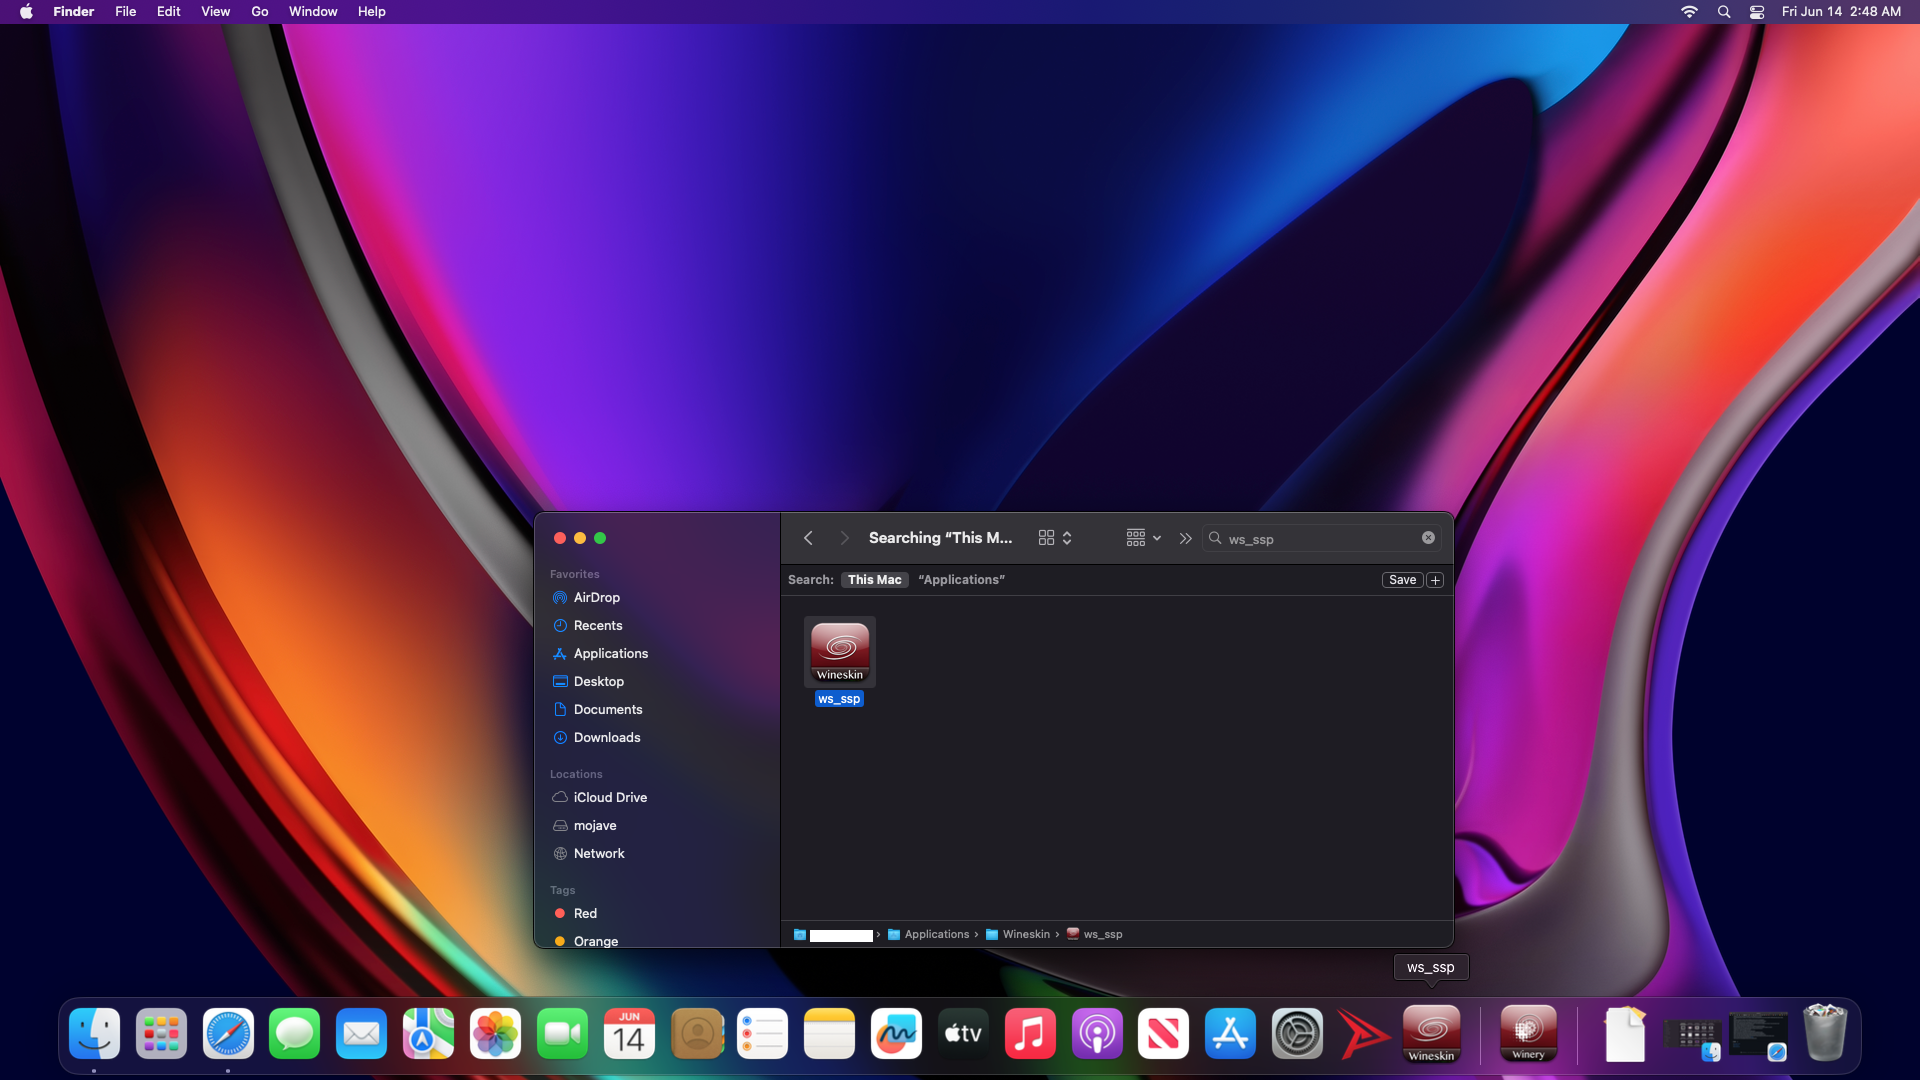 Finder File Edit View Go Window Help Fri Jun 14 2:48 AM
Searching “This M... ws_ssp
Search: This Mac “Applications” Save
Favorites
AirDrop
Recents
Applications
Desktop
Documents
Downloads
Locations
iCloud Drive
mojave
Network
Tags
Red
Orange
Wineskin
ws_ssp
Applications › Wineskin › ws_ssp
ws_ssp
JUN
14
tv
Wineskin
Winery